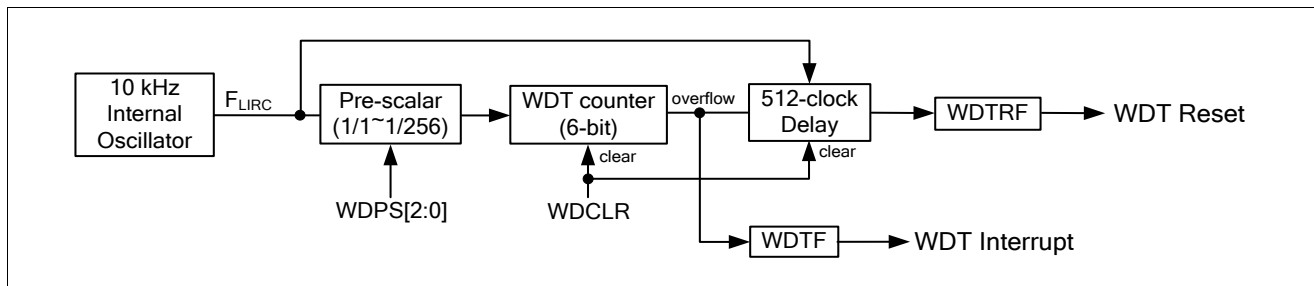 10 kHz
Internal
Oscillator
FLIRC
Pre-scalar
(1/1~1/256)
WDPS[2:0]
WDT counter
(6-bit)
clear
WDCLR
overflow
512-clock
Delay
clear
WDTRF
WDT Reset
WDTF
WDT Interrupt